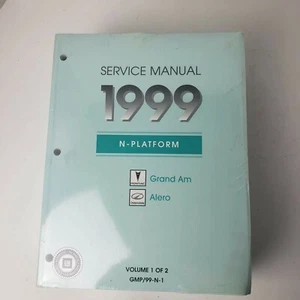 SERVICE MANUAL
1999
N-PLATFORM
Grand Am
Alero
VOLUME 1 OF 2
GMP/99-N-1